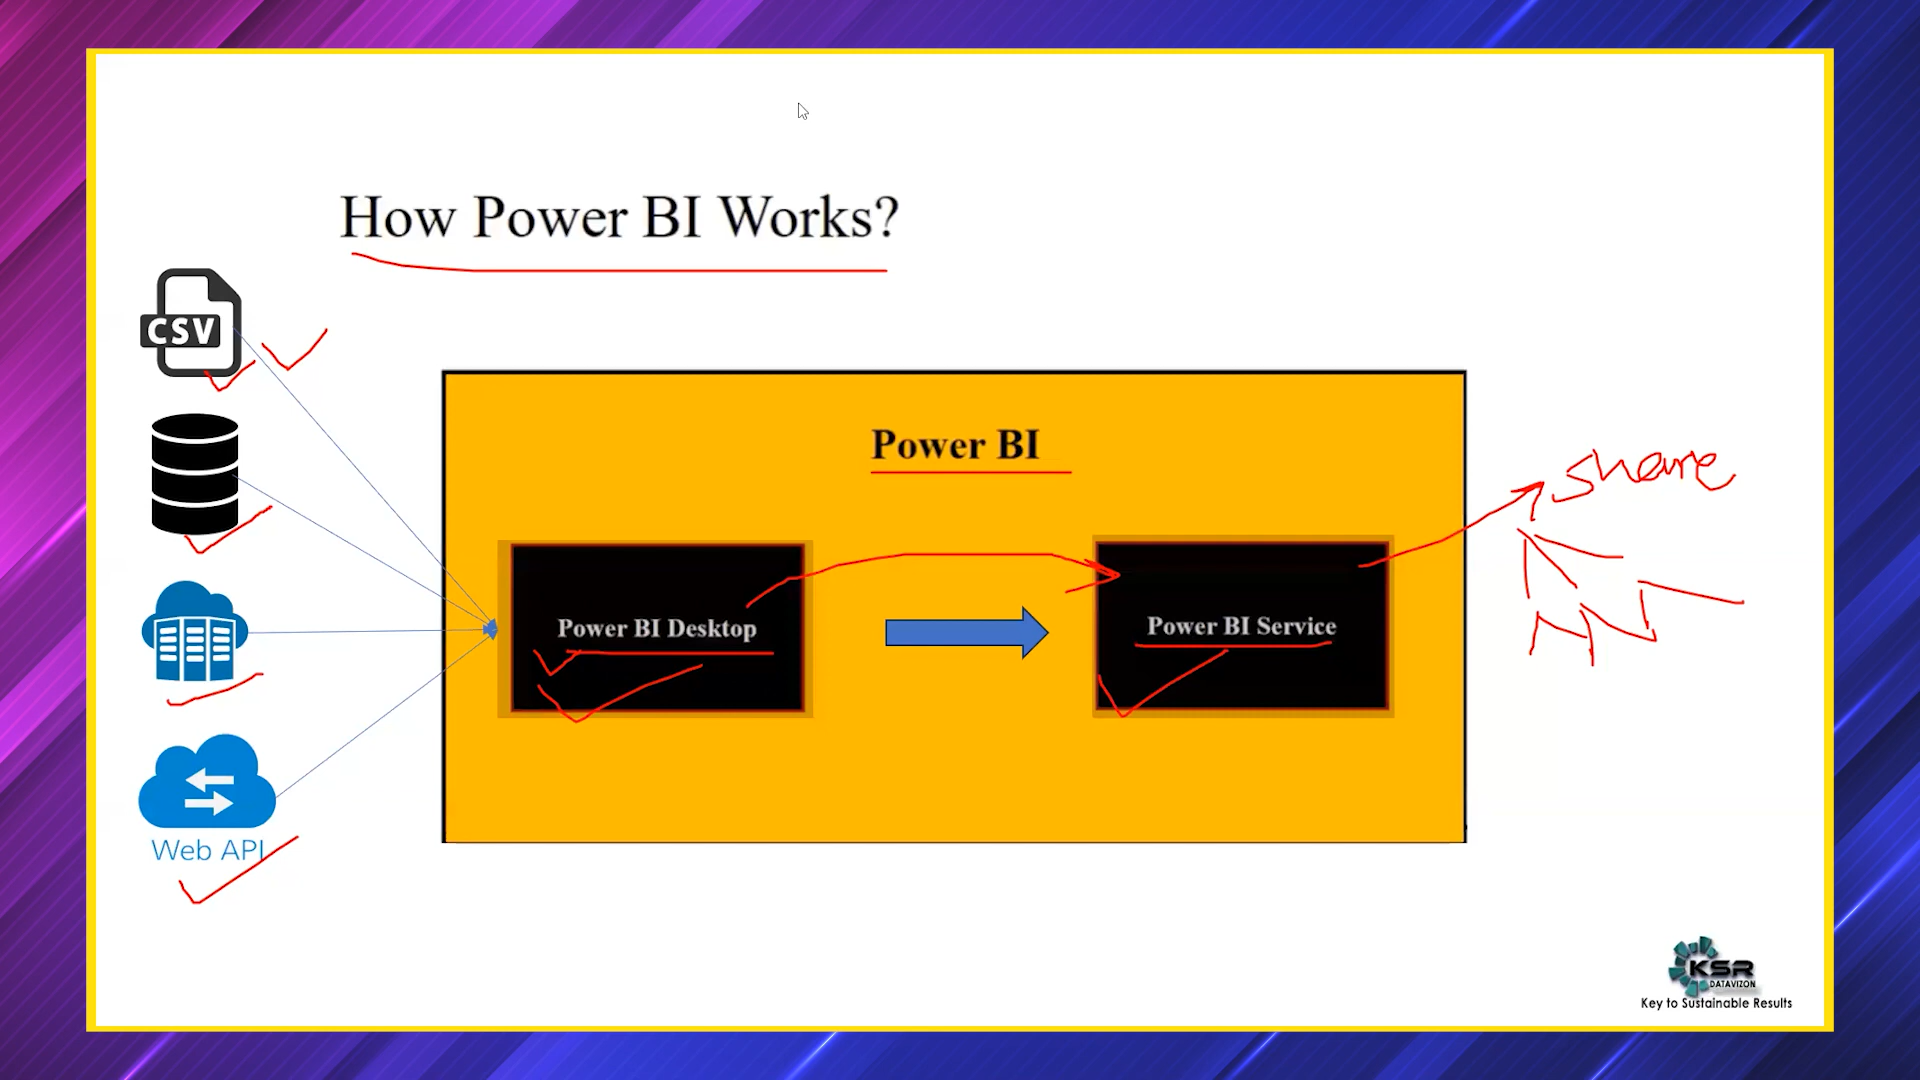 How Power BI Works?
CSV
Power BI
share
Power BI Desktop
Power BI Service
Web API
KSR
DATAVIZON
Key to Sustainable Results